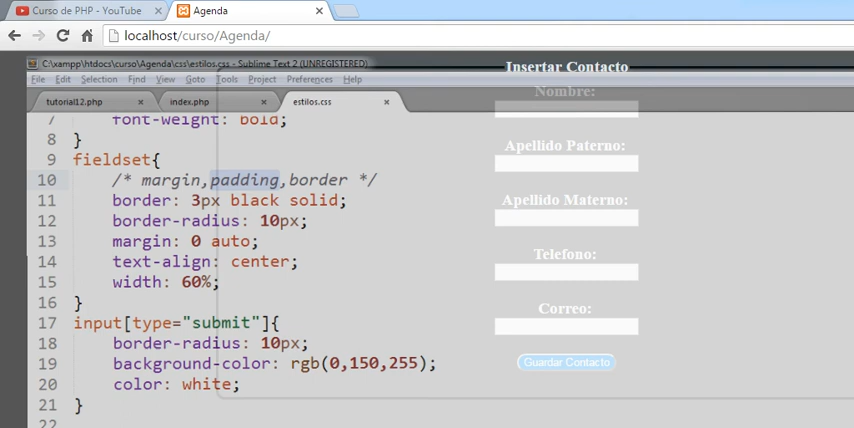 Curso de PHP - YouTube
Agenda
localhost/curso/Agenda/
C:\xampp\htdocs\curso\Agenda\css\estilos.css - Sublime Text 2 (UNREGISTERED)
File Edit Selection Find View Goto Tools Project Preferences Help
tutorial12.php
index.php
estilos.css
7 font-weight: bold;
8 }
9 fieldset{
10 /* margin,padding,border */
11 border: 3px black solid;
12 border-radius: 10px;
13 margin: 0 auto;
14 text-align: center;
15 width: 60%;
16 }
17 input[type="submit"]{
18 border-radius: 10px;
19 background-color: rgb(0,150,255);
20 color: white;
21 }
22
Insertar Contacto
Nombre:
Apellido Paterno:
Apellido Materno:
Telefono:
Correo:
Guardar Contacto